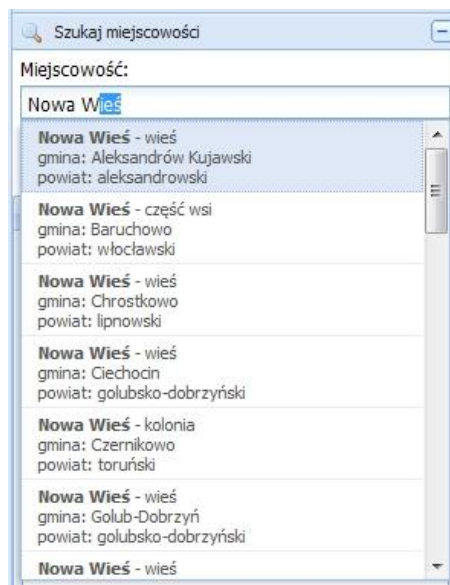 Szukaj miejscowości
Miejscowość:
Nowa Wieś
Nowa Wieś - wieś
gmina: Aleksandrów Kujawski
powiat: aleksandrowski
Nowa Wieś - część wsi
gmina: Baruchowo
powiat: włocławski
Nowa Wieś - wieś
gmina: Chrostkowo
powiat: lipnowski
Nowa Wieś - wieś
gmina: Ciechocin
powiat: golubsko-dobrzyński
Nowa Wieś - kolonia
gmina: Czernikowo
powiat: toruński
Nowa Wieś - wieś
gmina: Golub-Dobrzyń
powiat: golubsko-dobrzyński
Nowa Wieś - wieś